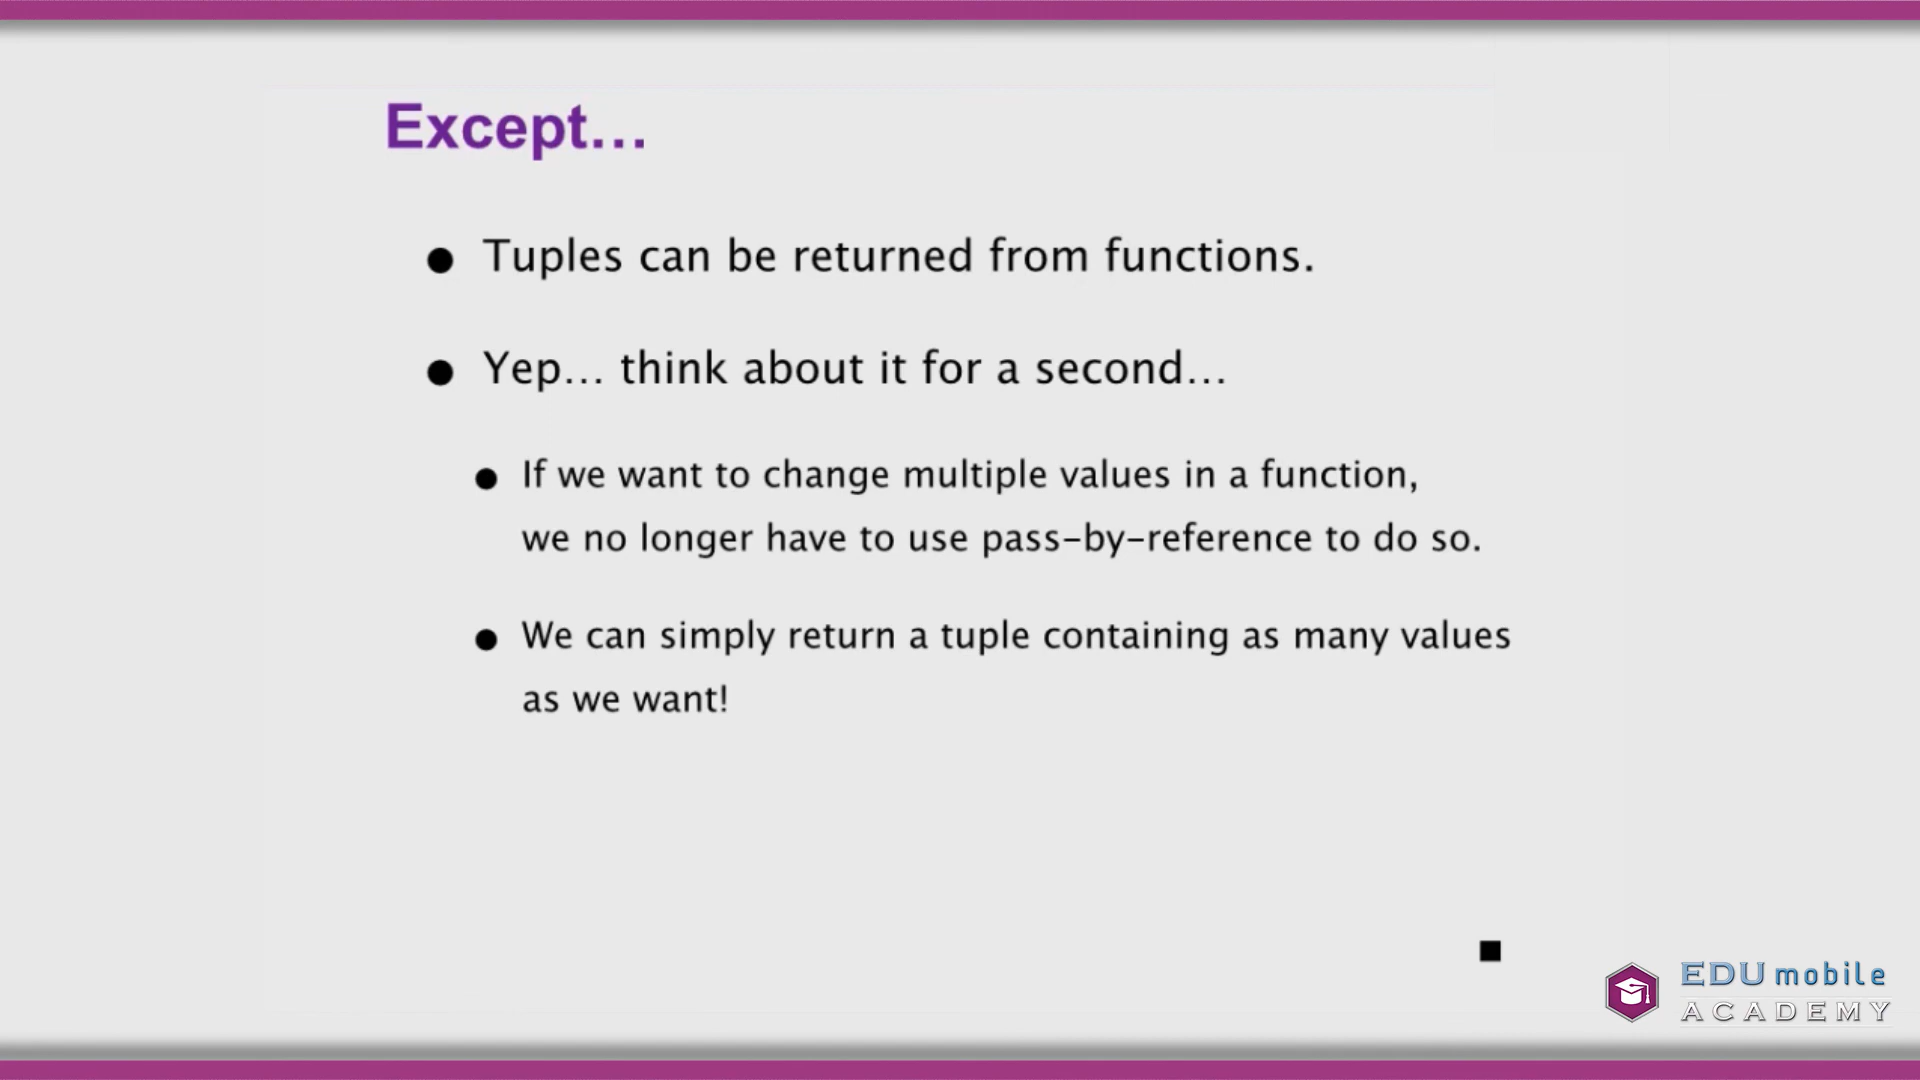 Except…
Tuples can be returned from functions.
Yep… think about it for a second…
If we want to change multiple values in a function,
we no longer have to use pass-by-reference to do so.
We can simply return a tuple containing as many values
as we want!
EDUmobile
ACADEMY